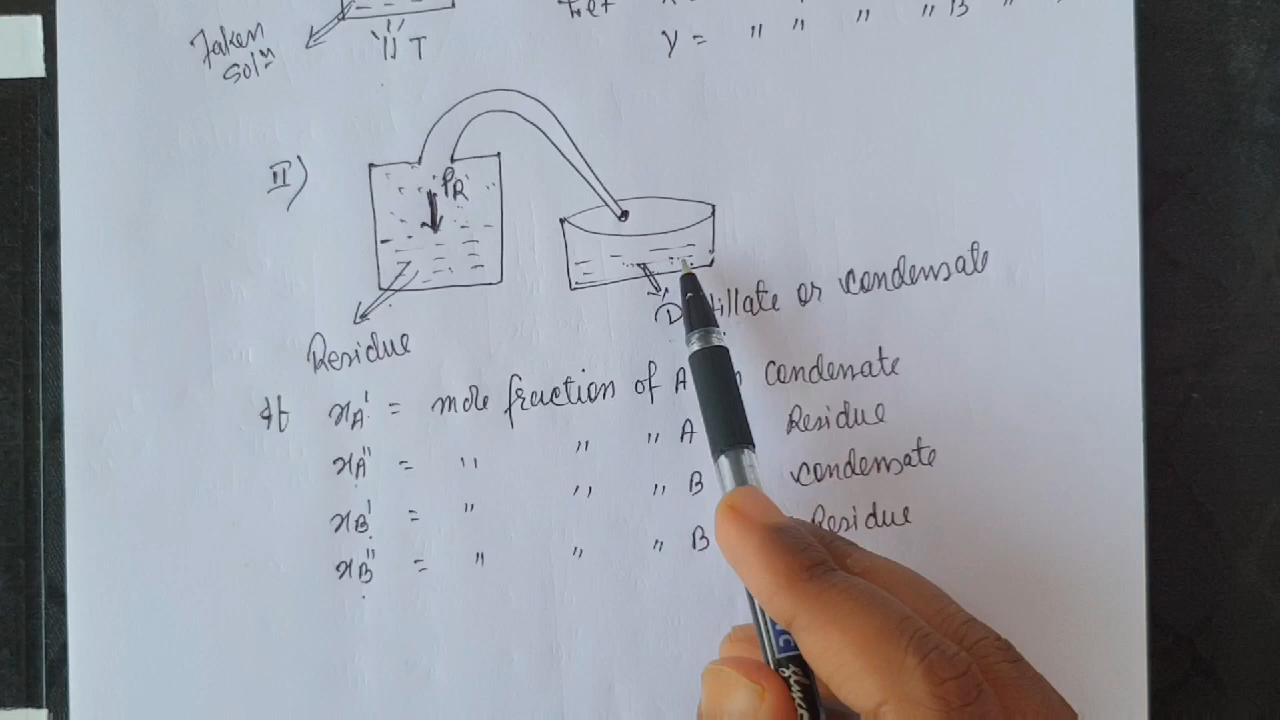 Taken
Solⁿ
T
Let
Y = " " " " B "
II)
PR
Distillate or condensate
Residue
If xA' = mole fraction of A condensate
xA" = " " " A Residue
xB' = " " " B condensate
xB" = " " " B Residue